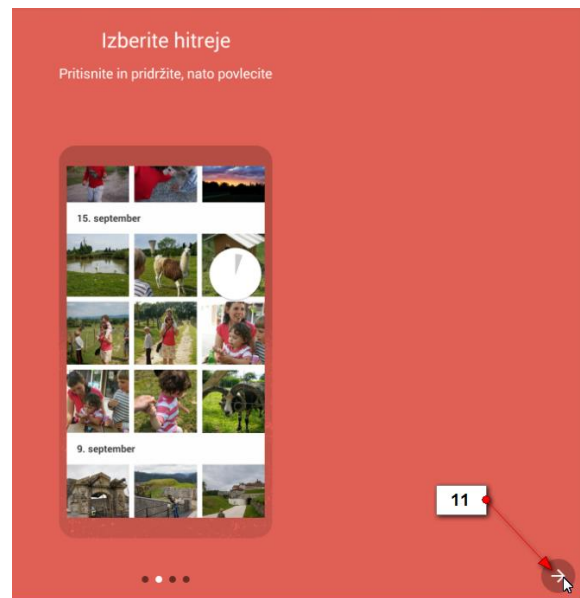 Izberite hitreje
Pritisnite in pridržite, nato povlecite
15. september
9. september
11